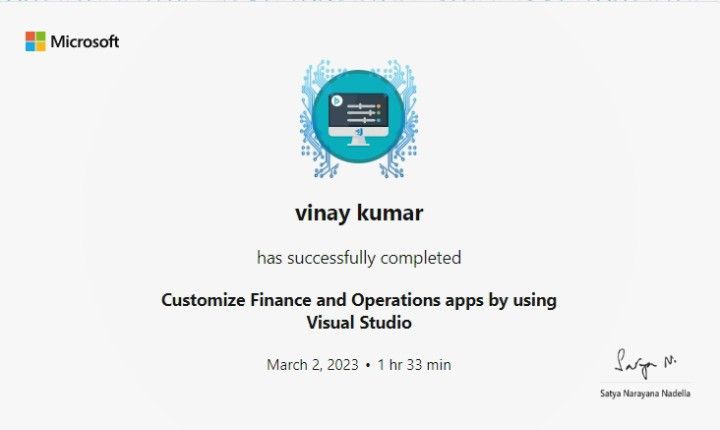 Microsoft
vinay kumar
has successfully completed
Customize Finance and Operations apps by using
Visual Studio
March 2, 2023 • 1 hr 33 min
Satya N.
Satya Narayana Nadella